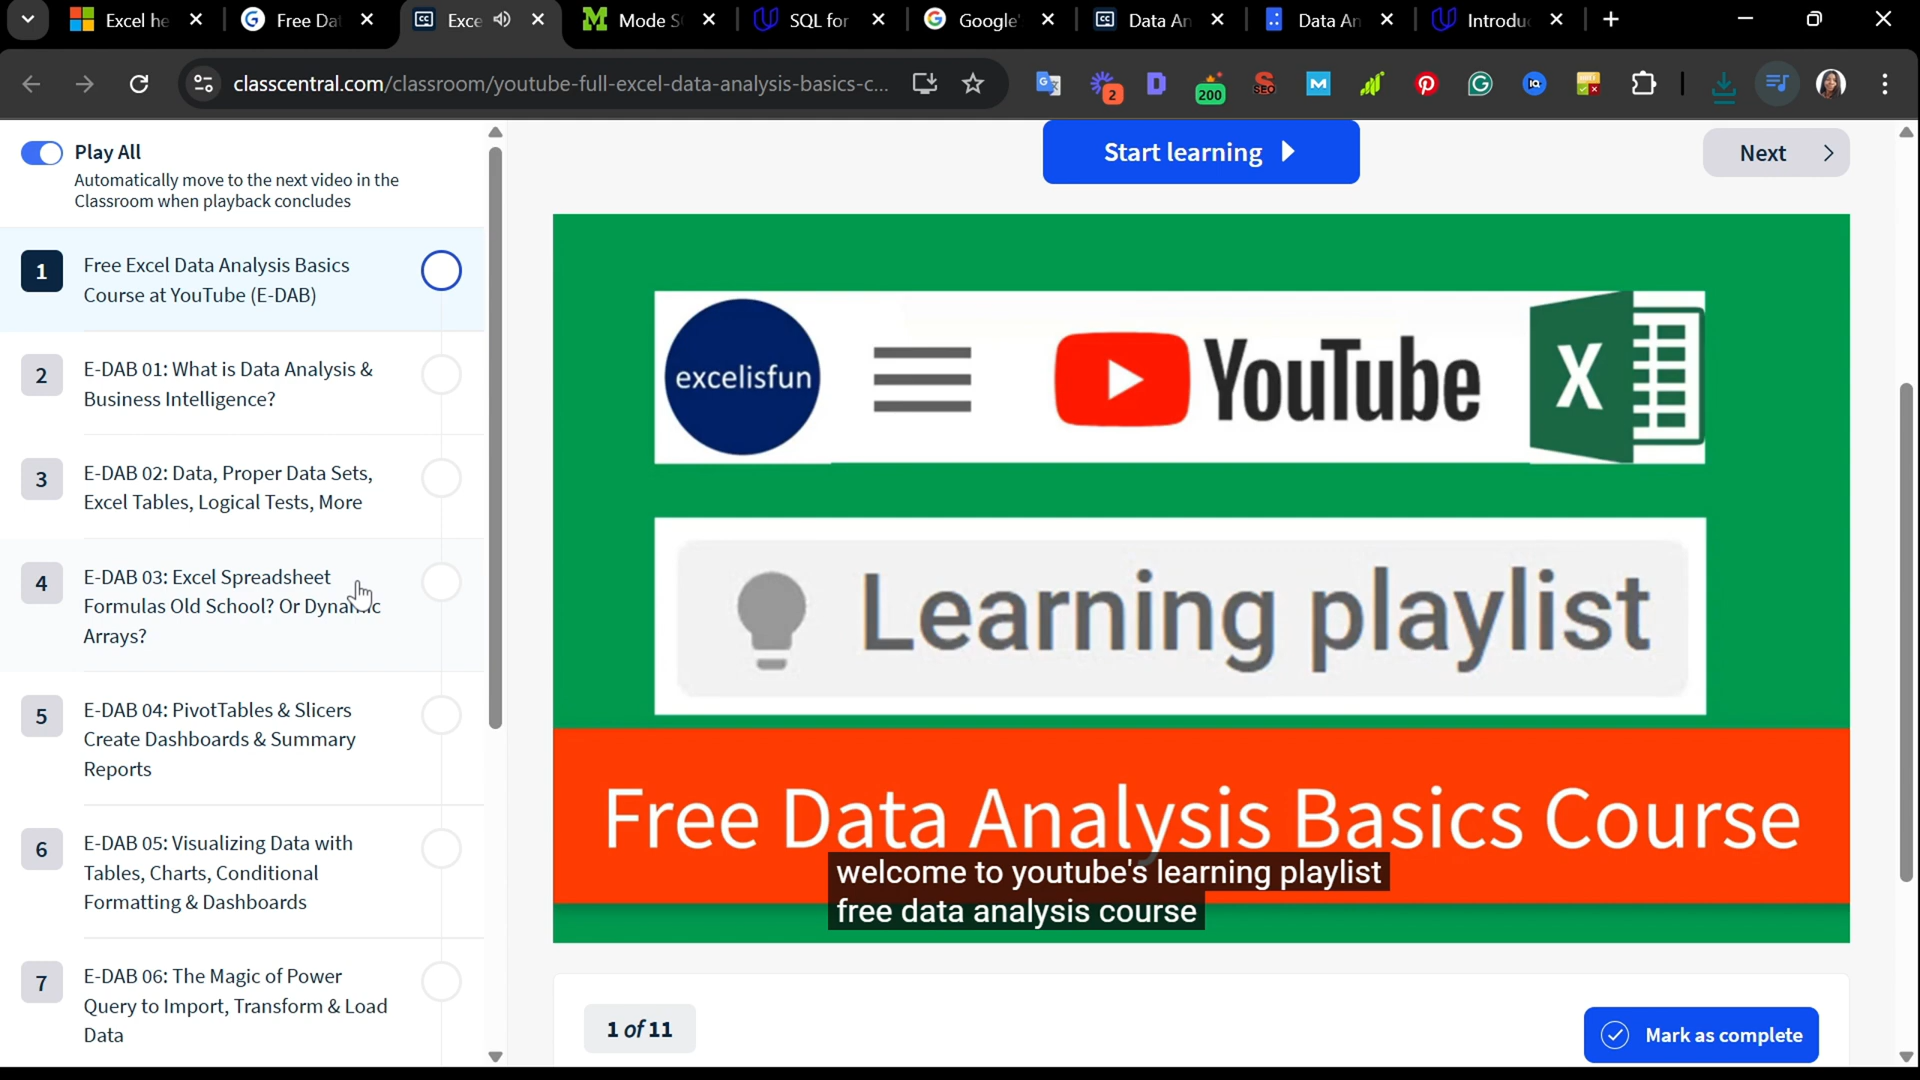 Excel he
Free Dat
Exce
Mode S
SQL for
Google'
Data An
Data An
Introdu
classcentral.com/classroom/youtube-full-excel-data-analysis-basics-c...
2
200
SEO
M
IQ
Play All
Automatically move to the next video in the
Classroom when playback concludes
1
Free Excel Data Analysis Basics
Course at YouTube (E-DAB)
2
E-DAB 01: What is Data Analysis &
Business Intelligence?
3
E-DAB 02: Data, Proper Data Sets,
Excel Tables, Logical Tests, More
4
E-DAB 03: Excel Spreadsheet
Formulas Old School? Or Dynamic
Arrays?
5
E-DAB 04: PivotTables & Slicers
Create Dashboards & Summary
Reports
6
E-DAB 05: Visualizing Data with
Tables, Charts, Conditional
Formatting & Dashboards
7
E-DAB 06: The Magic of Power
Query to Import, Transform & Load
Data
Start learning
Next
excelisfun
YouTube
X
Learning playlist
Free Data Analysis Basics Course
welcome to youtube's learning playlist
free data analysis course
1 of 11
Mark as complete